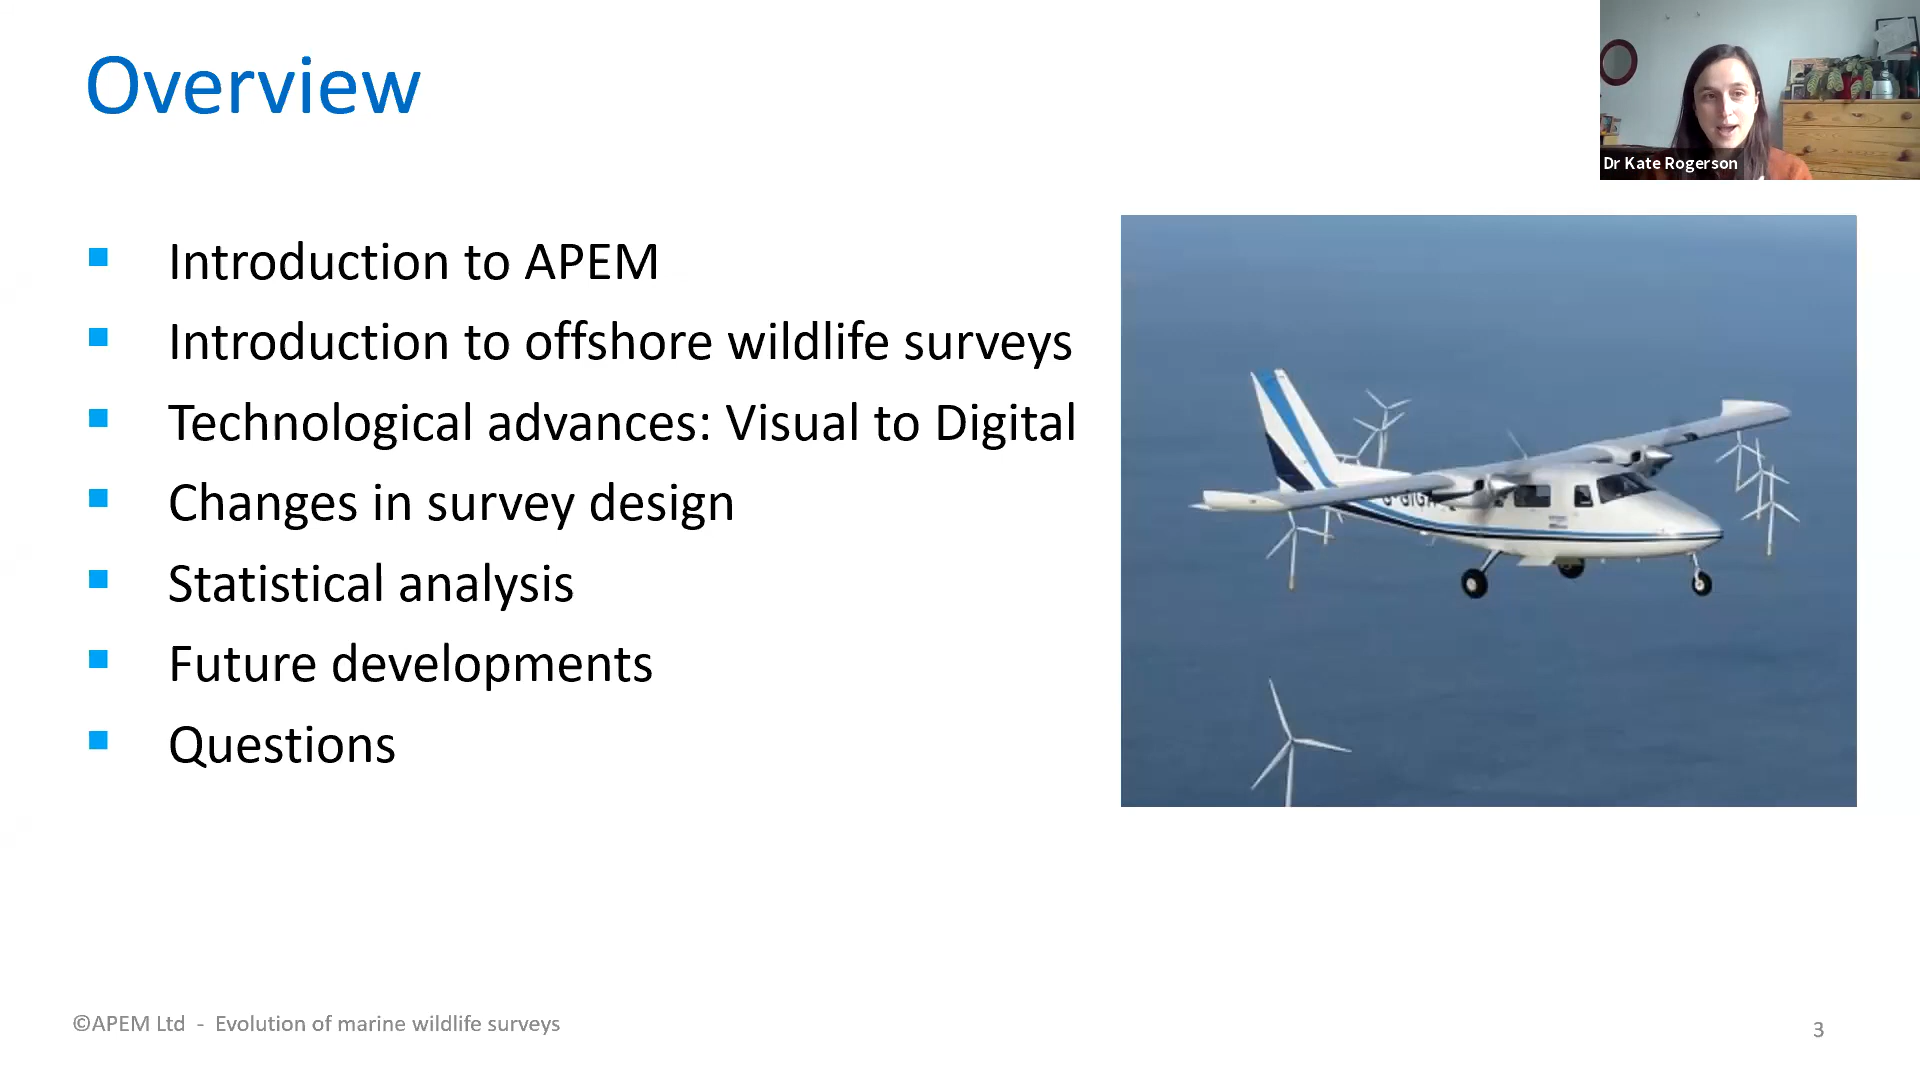 Overview
Dr Kate Rogerson
Introduction to APEM
Introduction to offshore wildlife surveys
Technological advances: Visual to Digital
Changes in survey design
Statistical analysis
Future developments
Questions
©APEM Ltd - Evolution of marine wildlife surveys
3